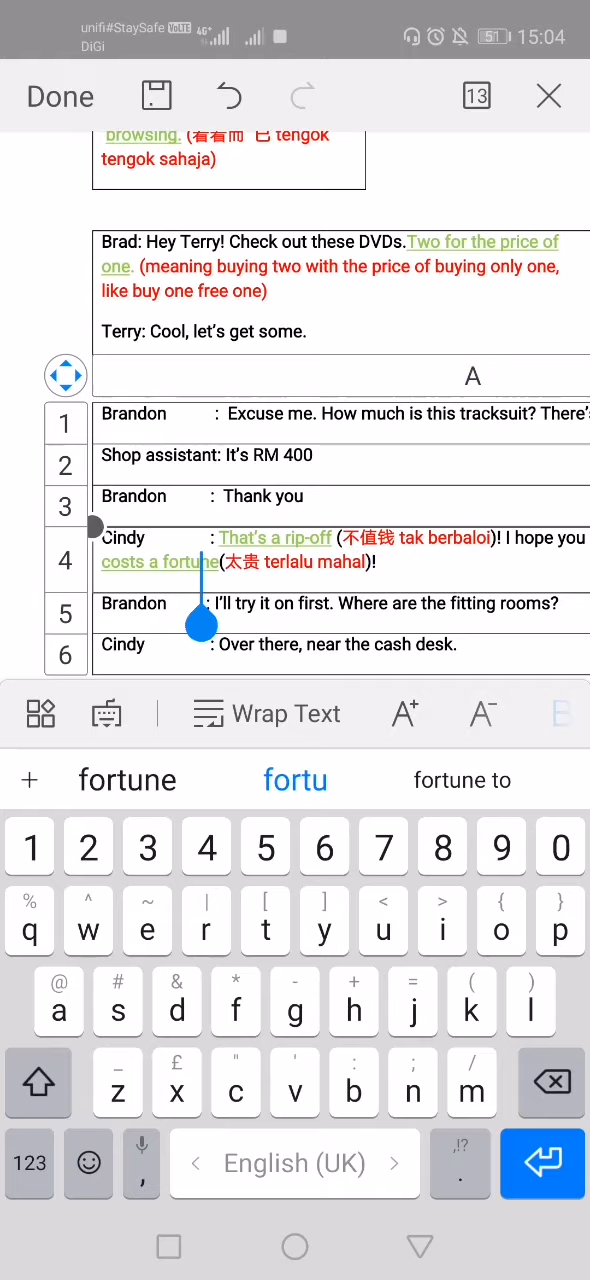 unifi#StaySafe VoLTE 4G+
DiGi
51 15:04
Done 13
browsing. (看看而 已 tengok
tengok sahaja)
Brad: Hey Terry! Check out these DVDs.Two for the price of
one. (meaning buying two with the price of buying only one,
like buy one free one)
Terry: Cool, let's get some.
A
1 Brandon : Excuse me. How much is this tracksuit? There's
2 Shop assistant: It's RM 400
3 Brandon : Thank you
4 Cindy : That's a rip-off (不值钱 tak berbaloi)! I hope you
costs a fortune(太贵 terlalu mahal)!
5 Brandon : I'll try it on first. Where are the fitting rooms?
6 Cindy : Over there, near the cash desk.
Wrap Text A+ A- B
+ fortune fortu fortune to
1 2 3 4 5 6 7 8 9 0
% ^ ~ | [ ] < > { }
q w e r t y u i o p
@ # & * - + = ( )
a s d f g h j k l
_ £ " ' : ; /
z x c v b n m
123 , < English (UK) > ,!? .